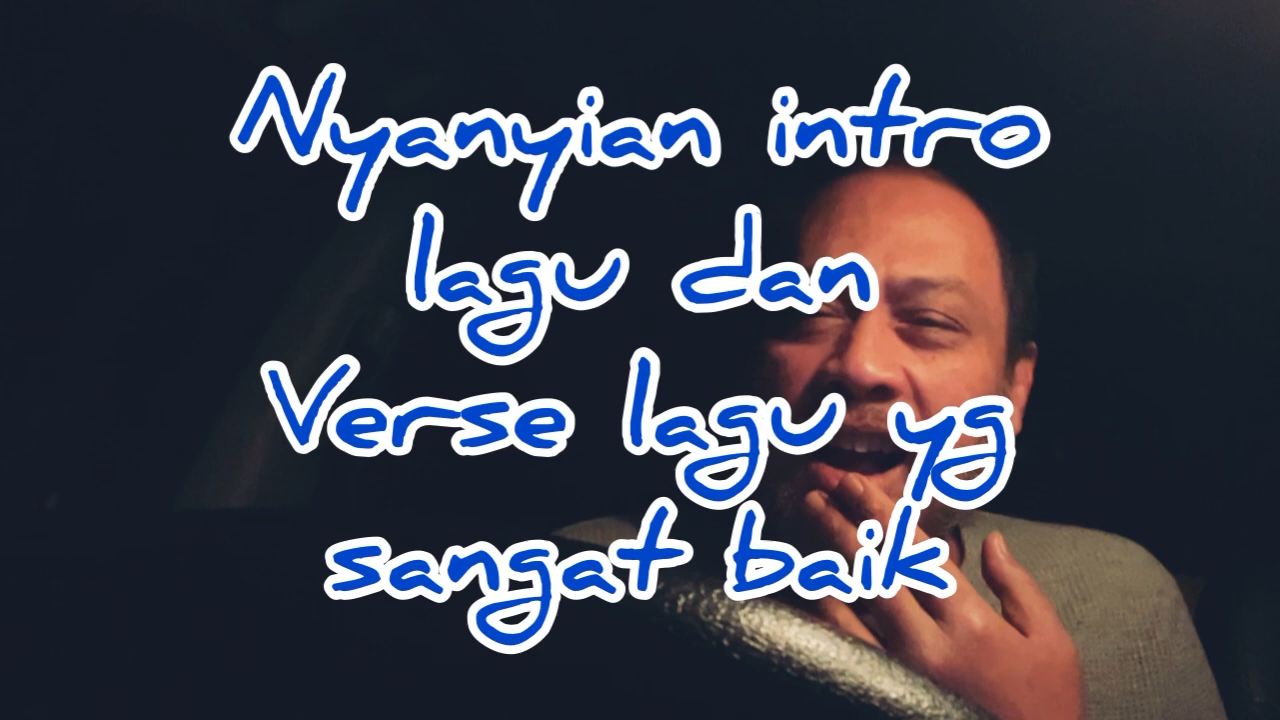 Nyanyian intro
lagu dan
Verse lagu yg
sangat baik